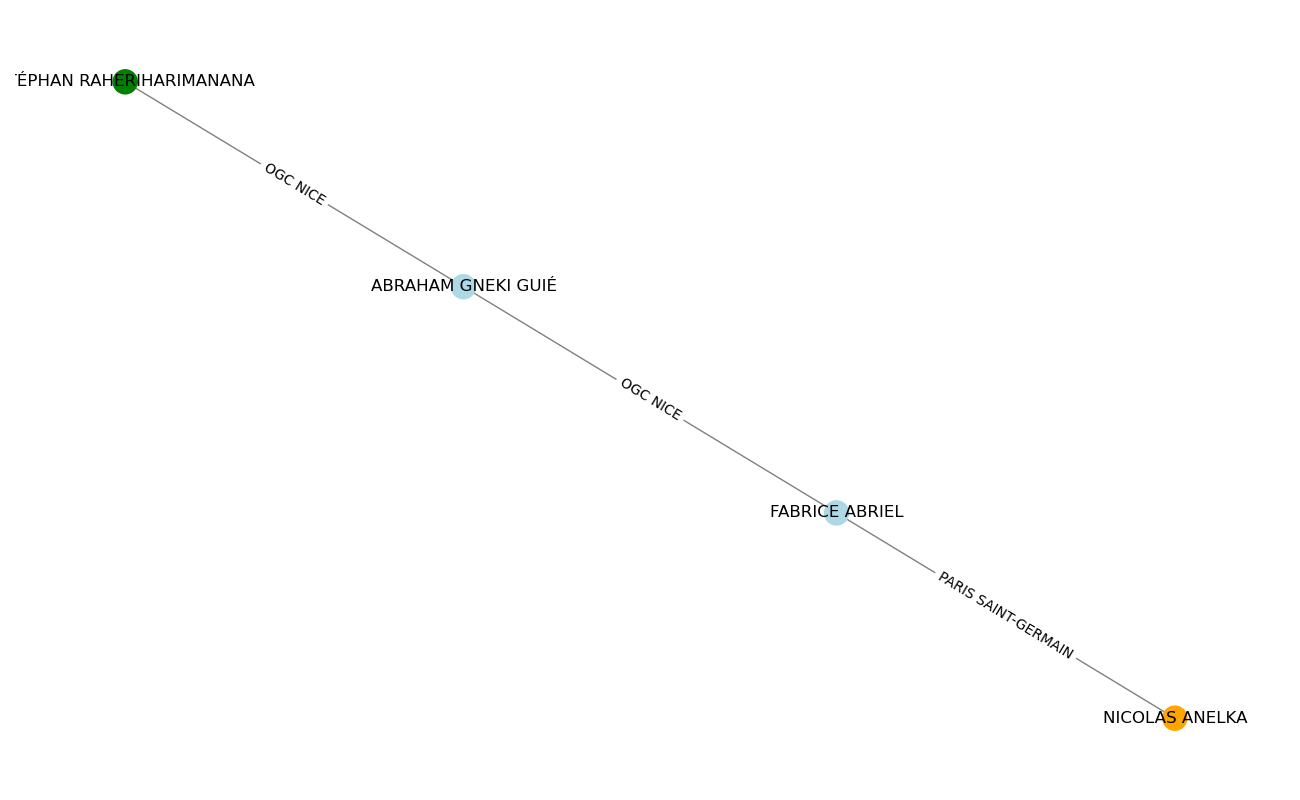 ÉPHAN RAHERIHARIMANANA
OGC NICE
ABRAHAM GNEKI GUIÉ
OGC NICE
FABRICE ABRIEL
PARIS SAINT-GERMAIN
NICOLAS ANELKA